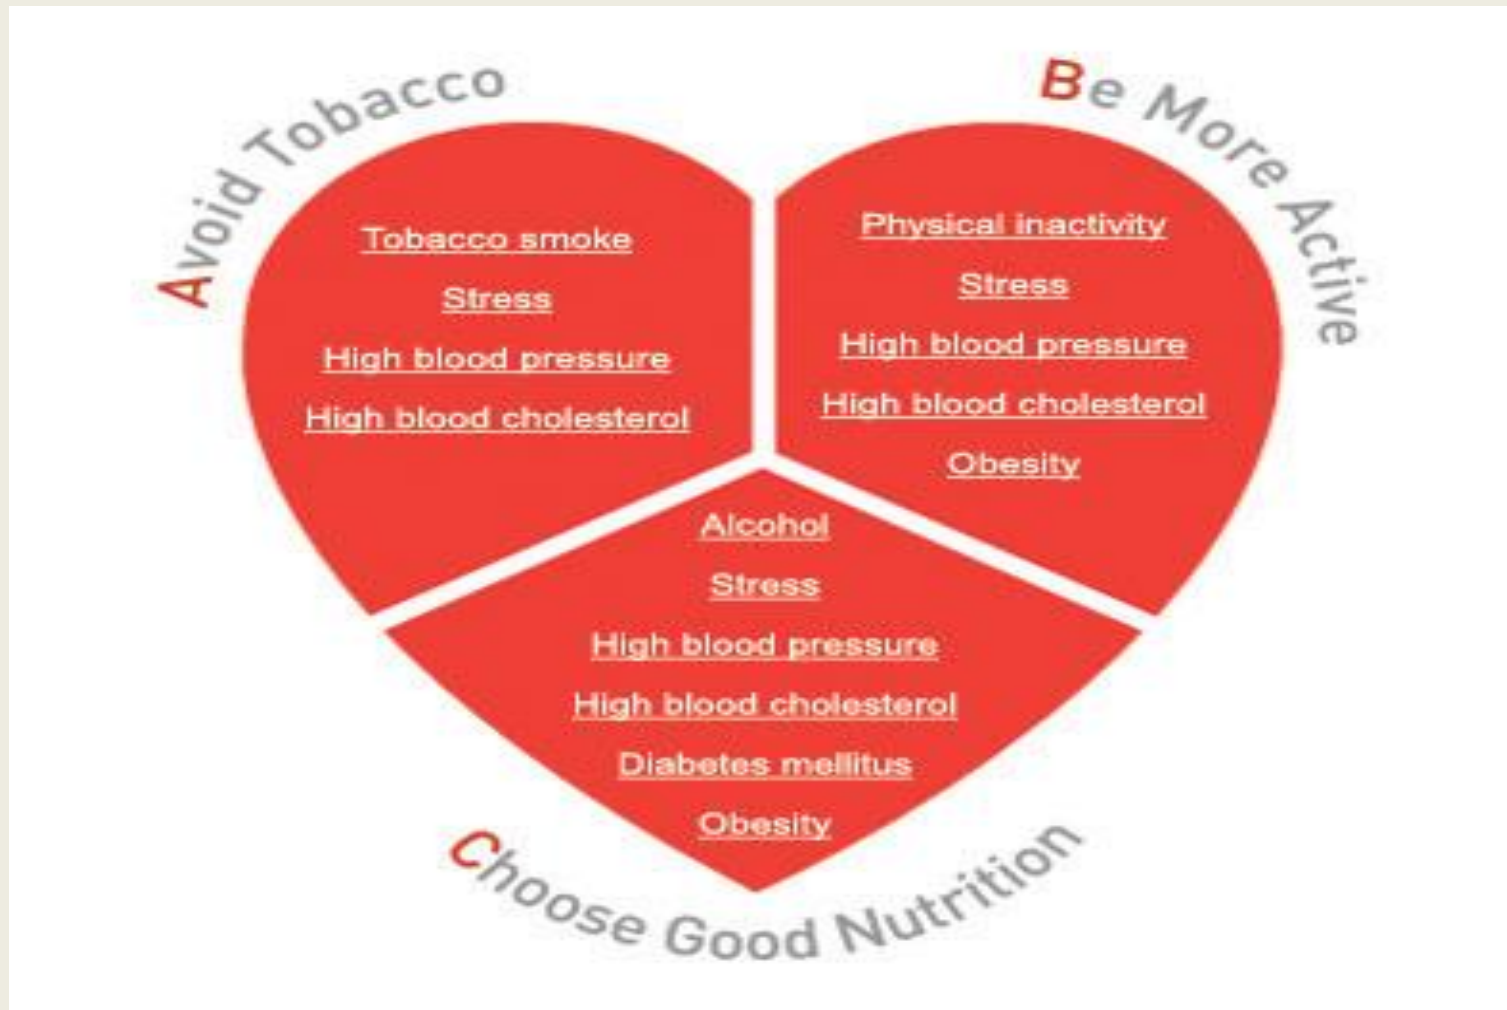 Avoid Tobacco
Tobacco smoke
Stress
High blood pressure
High blood cholesterol
Be More Active
Physical inactivity
Stress
High blood pressure
High blood cholesterol
Obesity
Alcohol
Stress
High blood pressure
High blood cholesterol
Diabetes mellitus
Obesity
Choose Good Nutrition